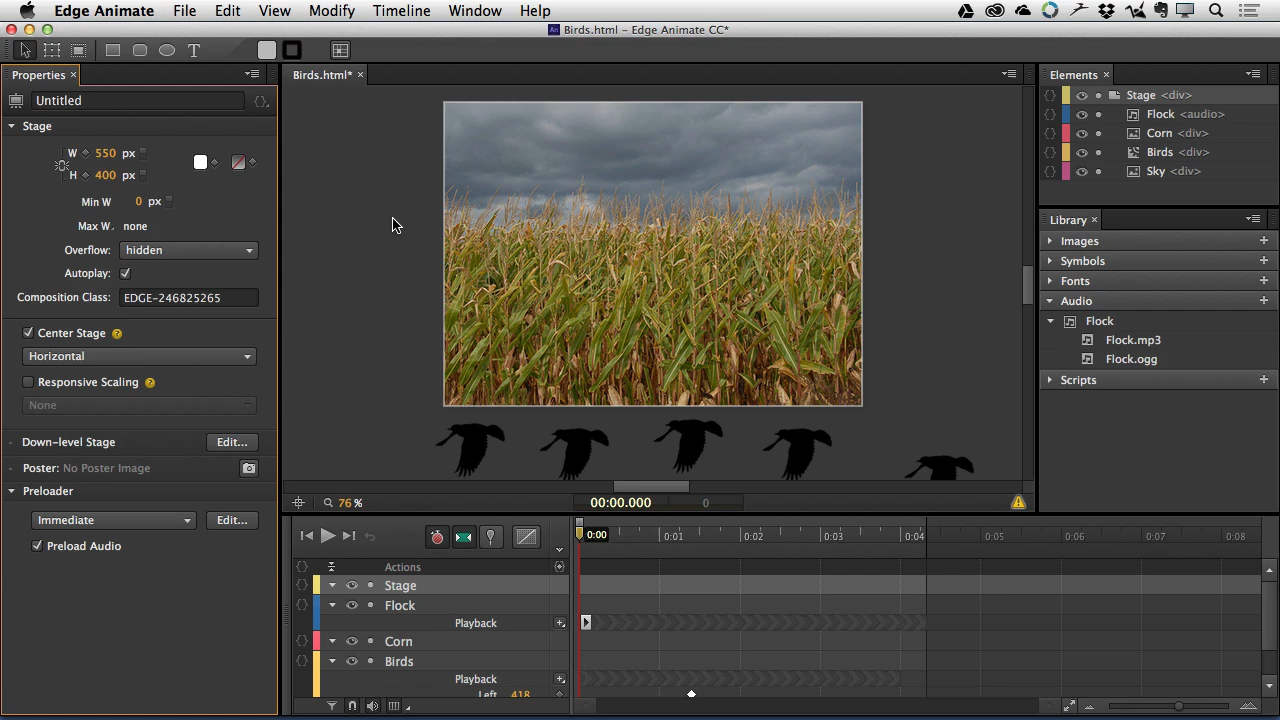 Edge Animate File Edit View Modify Timeline Window Help
Birds.html – Edge Animate CC*
T
Properties ×
Untitled
Stage
W 550 px
H 400 px
Min W 0 px
Max W. none
Overflow: hidden
Autoplay:
Composition Class: EDGE-246825265
Center Stage ?
Horizontal
Responsive Scaling ?
None
Down-level Stage Edit...
Poster: No Poster Image
Preloader
Immediate Edit...
Preload Audio
Birds.html* ×
76 %
00:00.000 0
Elements ×
Stage <div>
Flock <audio>
Corn <div>
Birds <div>
Sky <div>
Library ×
Images +
Symbols +
Fonts +
Audio +
Flock
Flock.mp3
Flock.ogg
Scripts +
0:00 0:01 0:02 0:03 0:04 0:05 0:06 0:07 0:08
Actions
Stage
Flock
Playback
Corn
Birds
Playback
Left 418